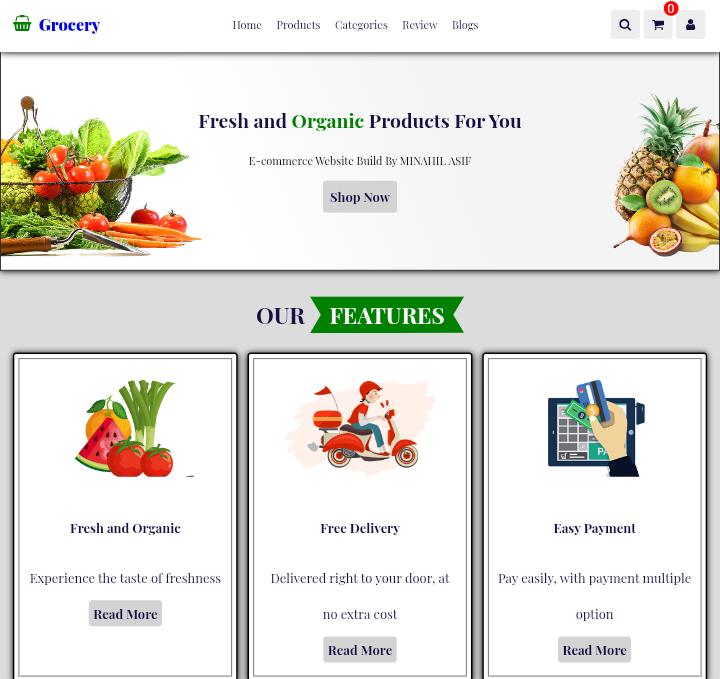 Grocery
Home Products Categories Review Blogs
0
Fresh and Organic Products For You
E-commerce Website Build By MINAHIL ASIF
Shop Now
OUR FEATURES
Fresh and Organic
Experience the taste of freshness
Read More
Free Delivery
Delivered right to your door, at
no extra cost
Read More
Easy Payment
Pay easily, with payment multiple
option
Read More